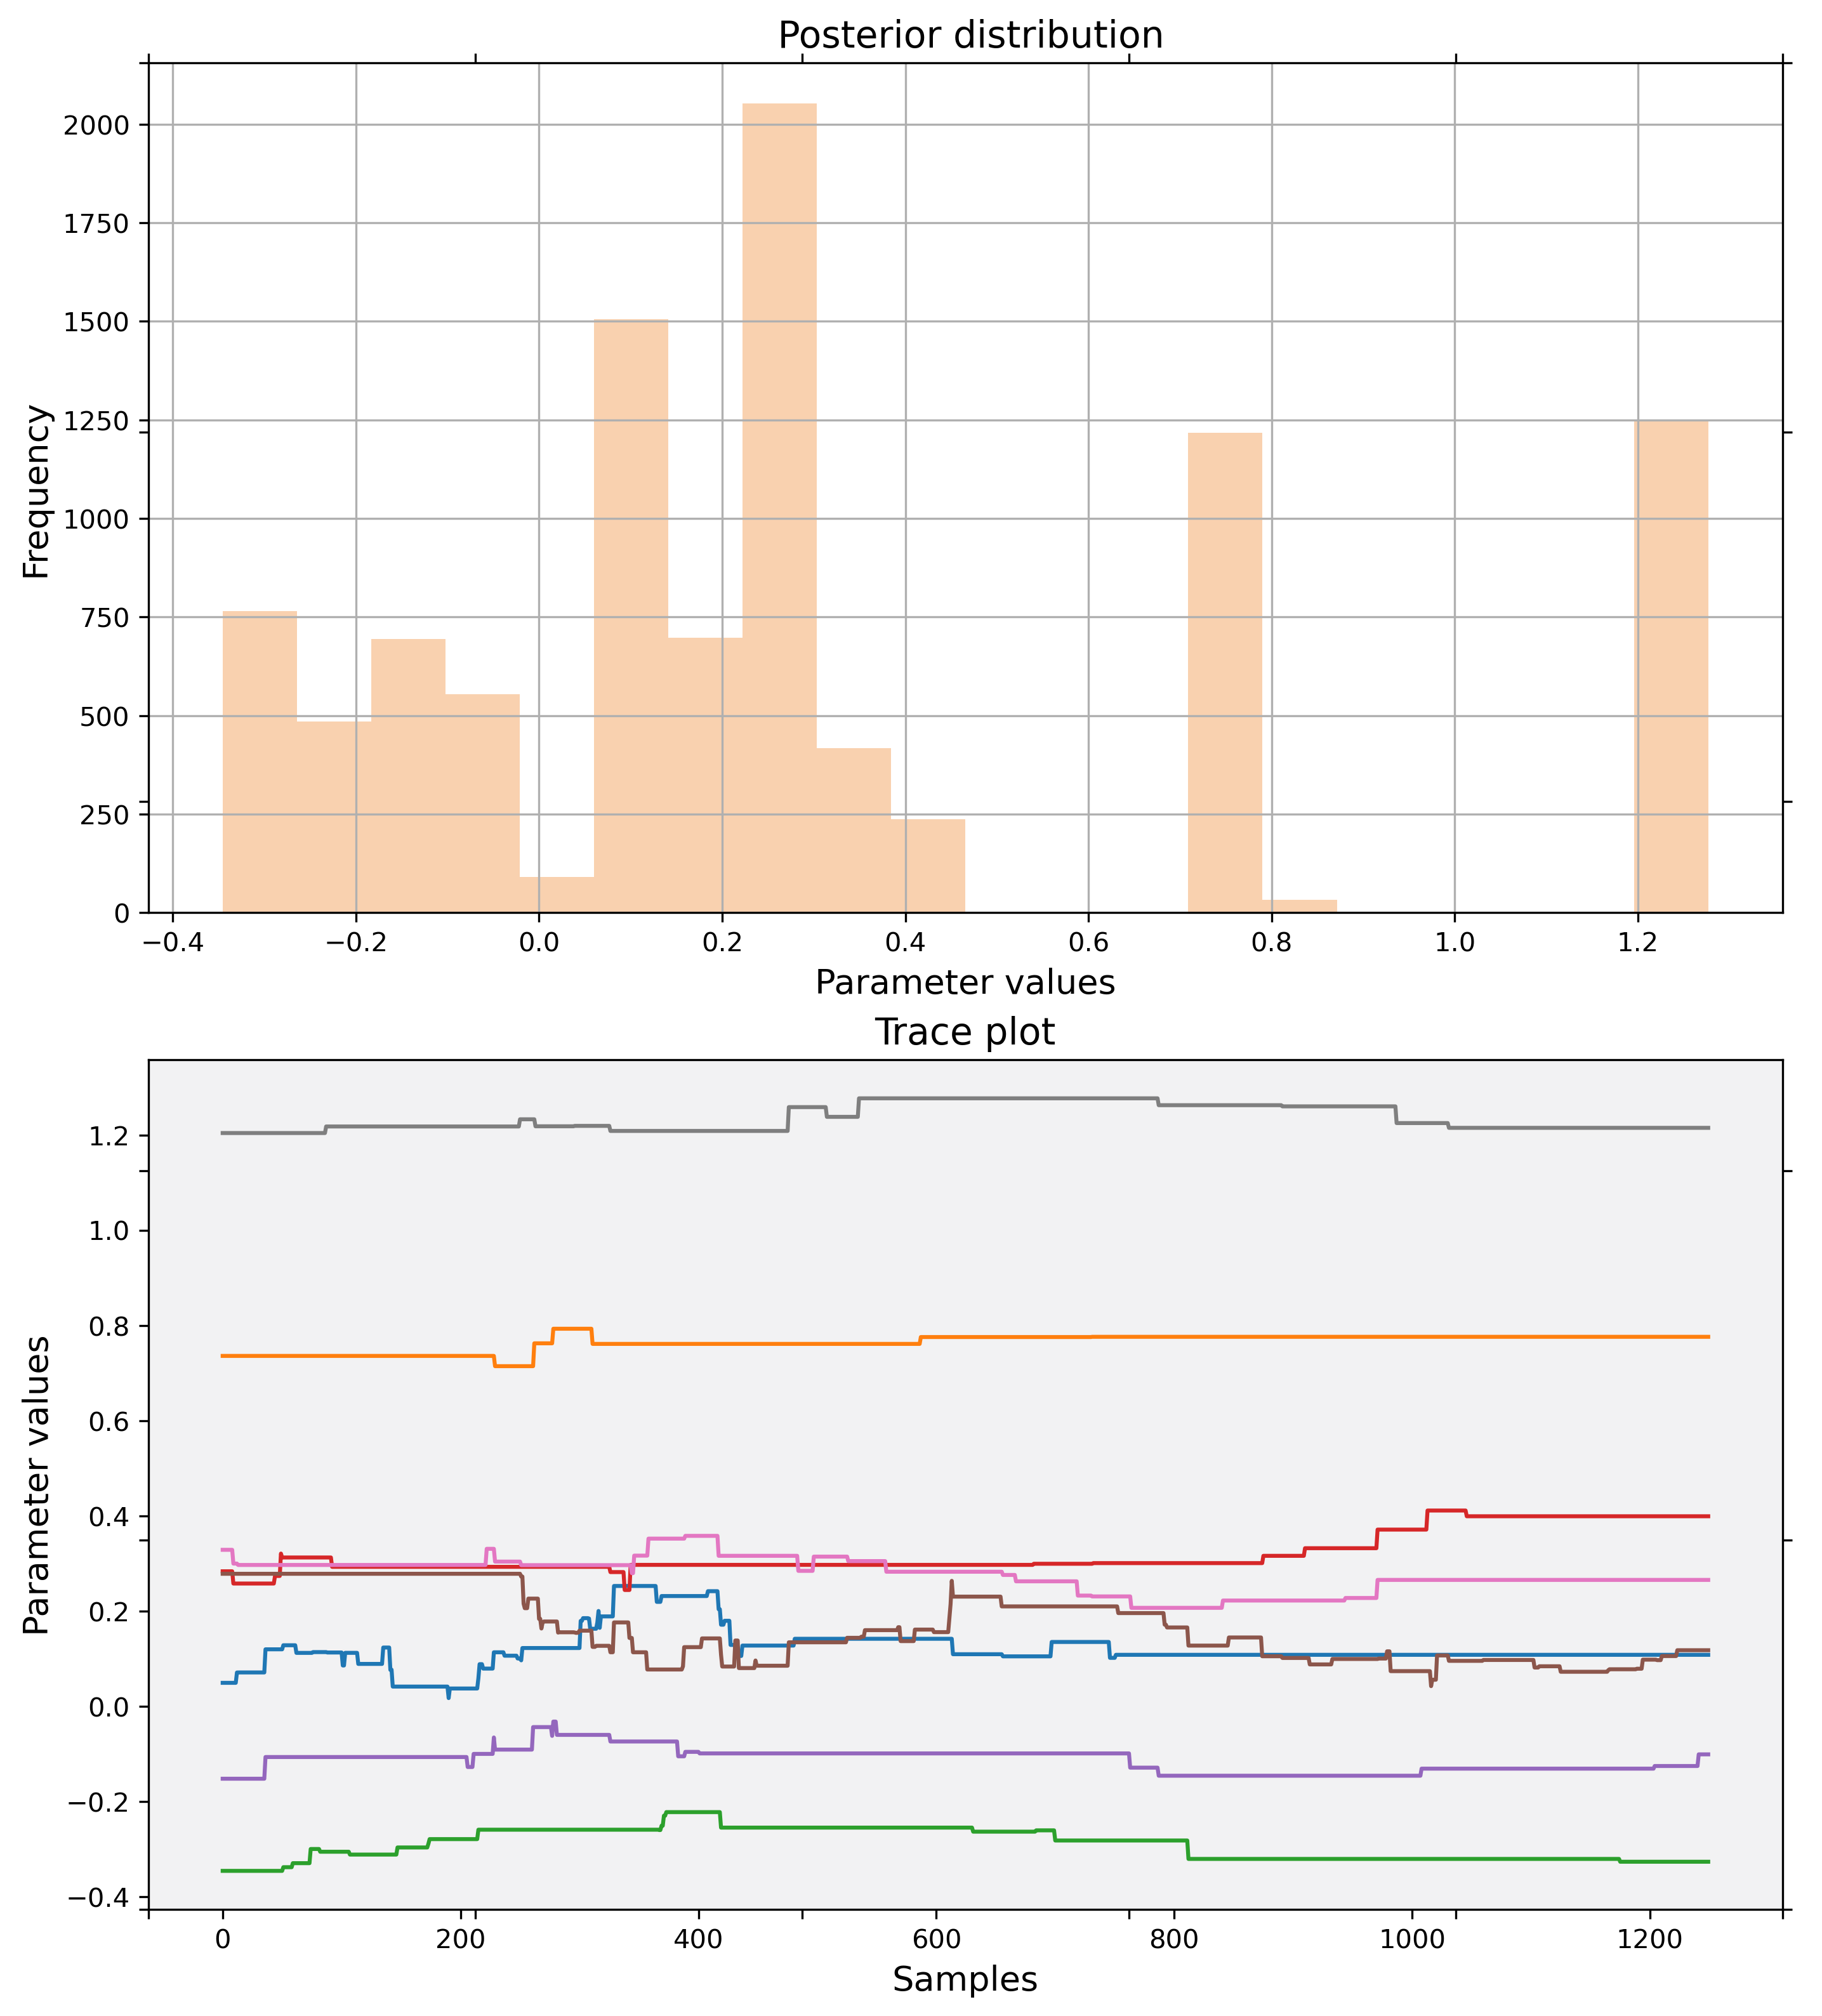 Posterior distribution
2000
1750
1500
1250
1000
750
500
250
0
Frequency
−0.4 −0.2 0.0 0.2 0.4 0.6 0.8 1.0 1.2
Parameter values
Trace plot
1.2
1.0
0.8
0.6
0.4
0.2
0.0
−0.2
−0.4
Parameter values
0 200 400 600 800 1000 1200
Samples